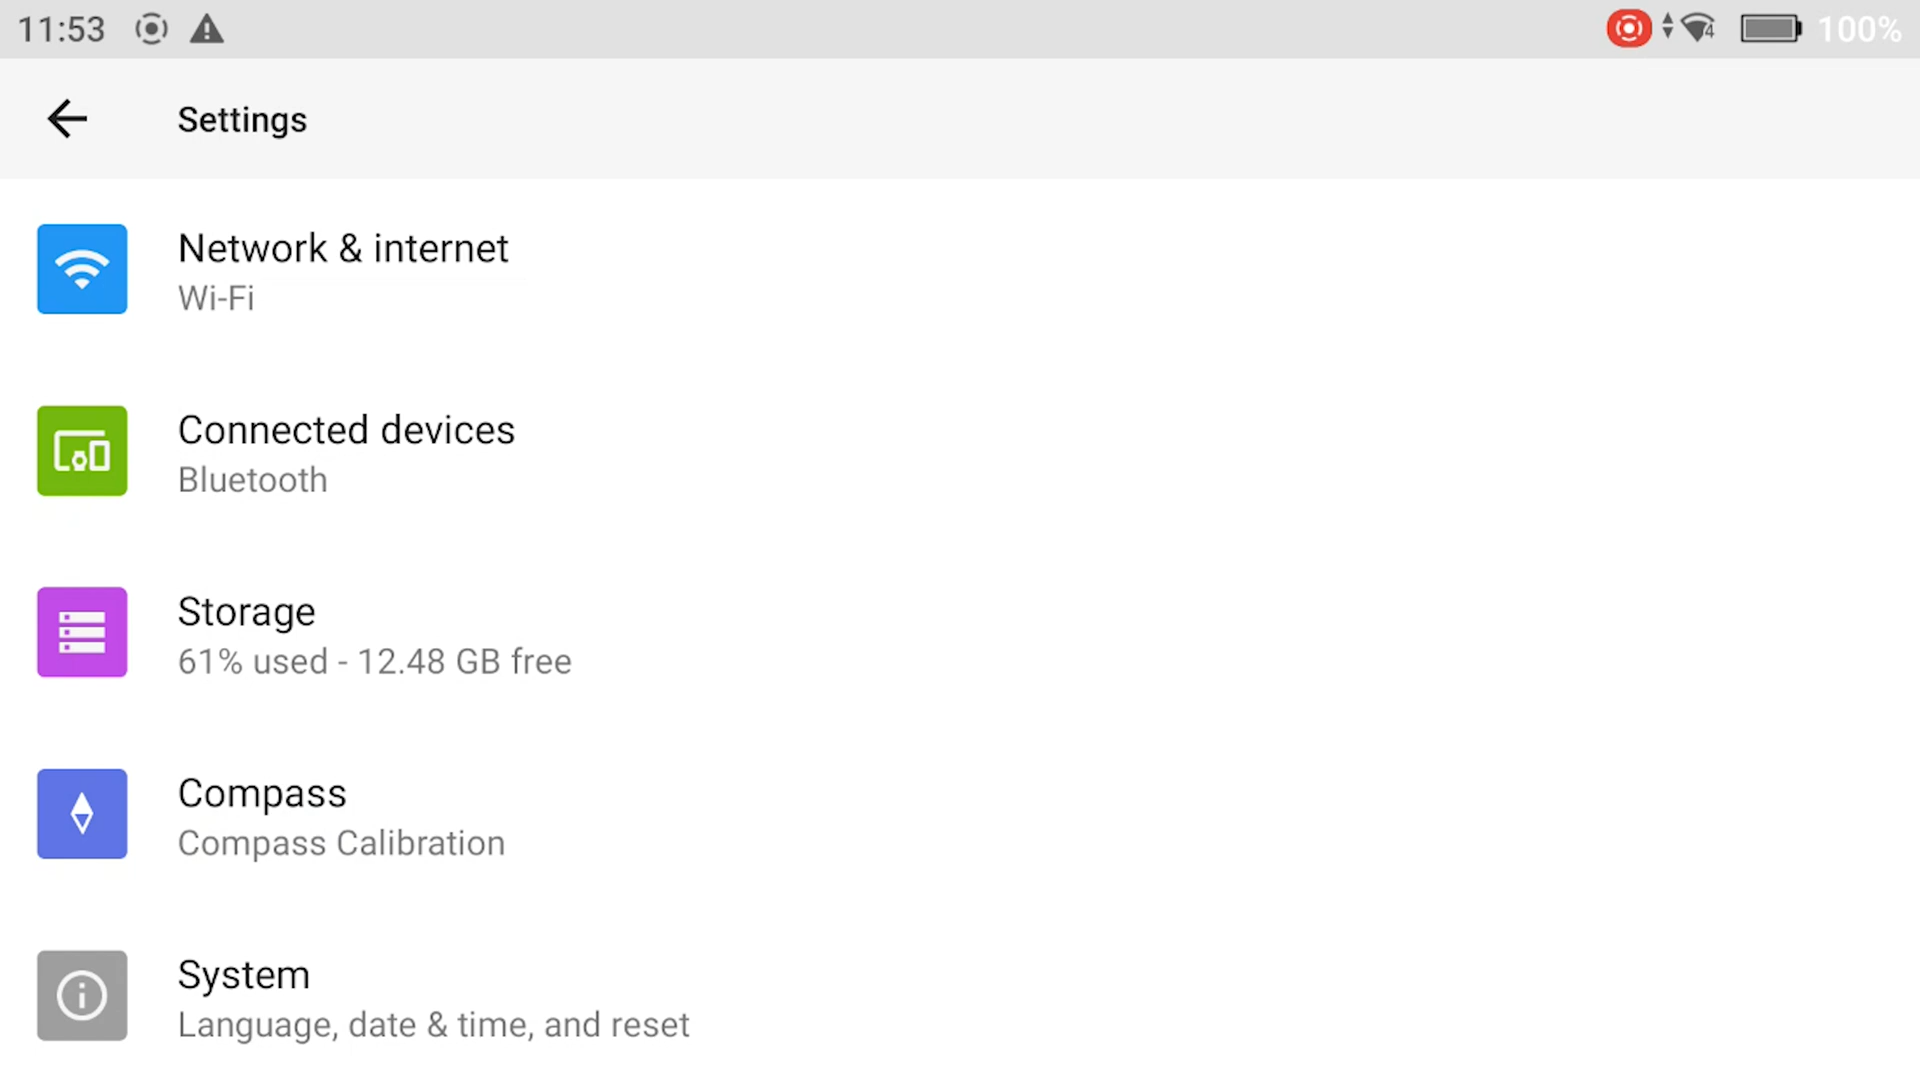 11:53
4 100%
Settings
Network & internet
Wi-Fi
Connected devices
Bluetooth
Storage
61% used - 12.48 GB free
Compass
Compass Calibration
System
Language, date & time, and reset